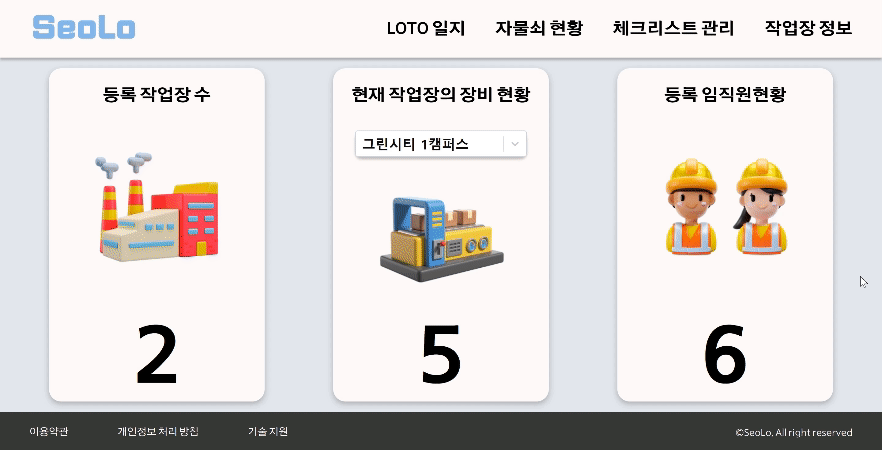 SeoLo
LOTO 일지
자물쇠 현황
체크리스트 관리
작업장 정보
등록 작업장 수
2
현재 작업장의 장비 현황
그린시티 1캠퍼스
5
등록 임직원현황
6
이용약관
개인정보 처리 방침
기술 지원
©SeoLo. All right reserved